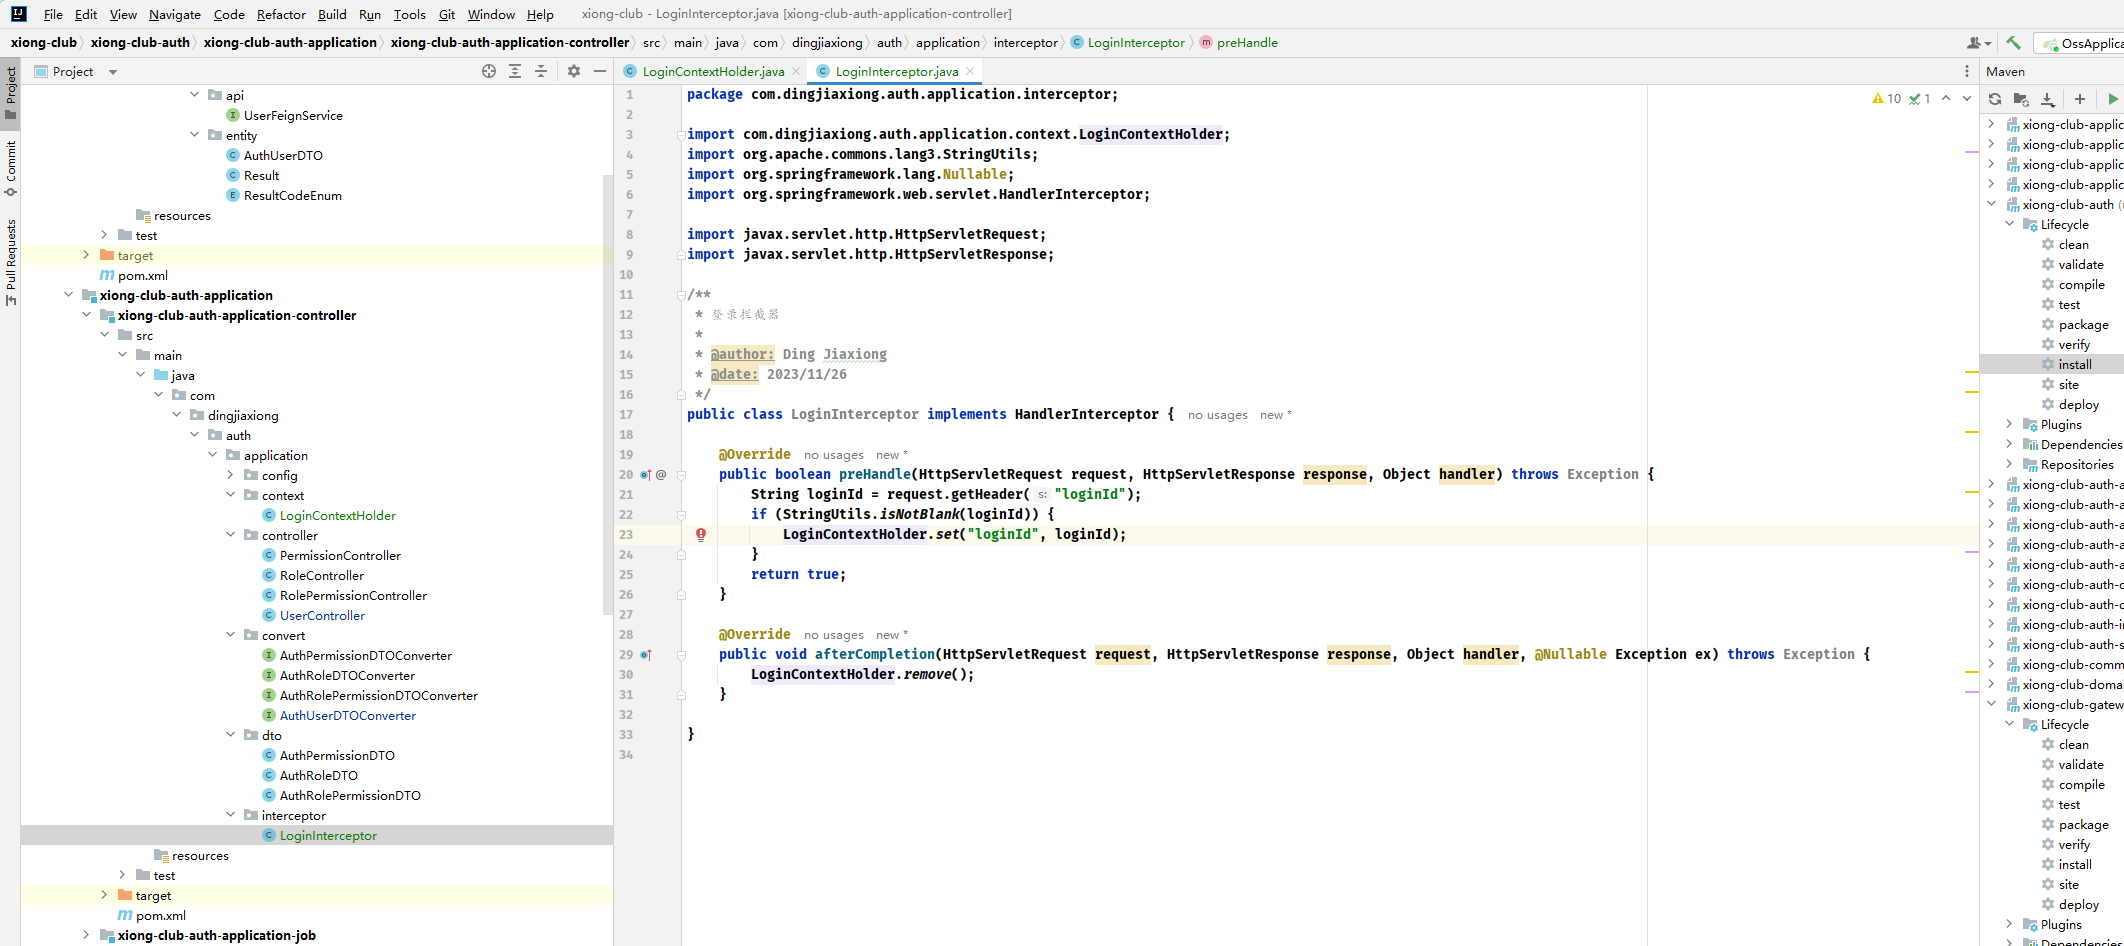 File Edit View Navigate Code Refactor Build Run Tools Git Window Help xiong-club - LoginInterceptor.java [xiong-club-auth-application-controller]
xiong-club xiong-club-auth xiong-club-auth-application xiong-club-auth-application-controller src main java com dingjiaxiong auth application interceptor LoginInterceptor preHandle OssApplica
Project
Commit
Pull Requests
Project
api
UserFeignService
entity
AuthUserDTO
Result
ResultCodeEnum
resources
test
target
pom.xml
xiong-club-auth-application
xiong-club-auth-application-controller
src
main
java
com
dingjiaxiong
auth
application
config
context
LoginContextHolder
controller
PermissionController
RoleController
RolePermissionController
UserController
convert
AuthPermissionDTOConverter
AuthRoleDTOConverter
AuthRolePermissionDTOConverter
AuthUserDTOConverter
dto
AuthPermissionDTO
AuthRoleDTO
AuthRolePermissionDTO
interceptor
LoginInterceptor
resources
test
target
pom.xml
xiong-club-auth-application-job
LoginContextHolder.java LoginInterceptor.java
10 1
1 package com.dingjiaxiong.auth.application.interceptor;
2
3 import com.dingjiaxiong.auth.application.context.LoginContextHolder;
4 import org.apache.commons.lang3.StringUtils;
5 import org.springframework.lang.Nullable;
6 import org.springframework.web.servlet.HandlerInterceptor;
7
8 import javax.servlet.http.HttpServletRequest;
9 import javax.servlet.http.HttpServletResponse;
10
11 /**
12 * 登录拦截器
13 *
14 * @author: Ding Jiaxiong
15 * @date: 2023/11/26
16 */
17 public class LoginInterceptor implements HandlerInterceptor { no usages new *
18
19 @Override no usages new *
20 public boolean preHandle(HttpServletRequest request, HttpServletResponse response, Object handler) throws Exception {
21 String loginId = request.getHeader( s: "loginId");
22 if (StringUtils.isNotBlank(loginId)) {
23 LoginContextHolder.set("loginId", loginId);
24 }
25 return true;
26 }
27
28 @Override no usages new *
29 public void afterCompletion(HttpServletRequest request, HttpServletResponse response, Object handler, @Nullable Exception ex) throws Exception {
30 LoginContextHolder.remove();
31 }
32
33 }
34
Maven
xiong-club-applic
xiong-club-applic
xiong-club-applic
xiong-club-applic
xiong-club-auth (
Lifecycle
clean
validate
compile
test
package
verify
install
site
deploy
Plugins
Dependencies
Repositories
xiong-club-auth-a
xiong-club-auth-a
xiong-club-auth-a
xiong-club-auth-a
xiong-club-auth-a
xiong-club-auth-c
xiong-club-auth-c
xiong-club-auth-in
xiong-club-auth-s
xiong-club-comm
xiong-club-domai
xiong-club-gatew
Lifecycle
clean
validate
compile
test
package
verify
install
site
deploy
Plugins
Dependencies